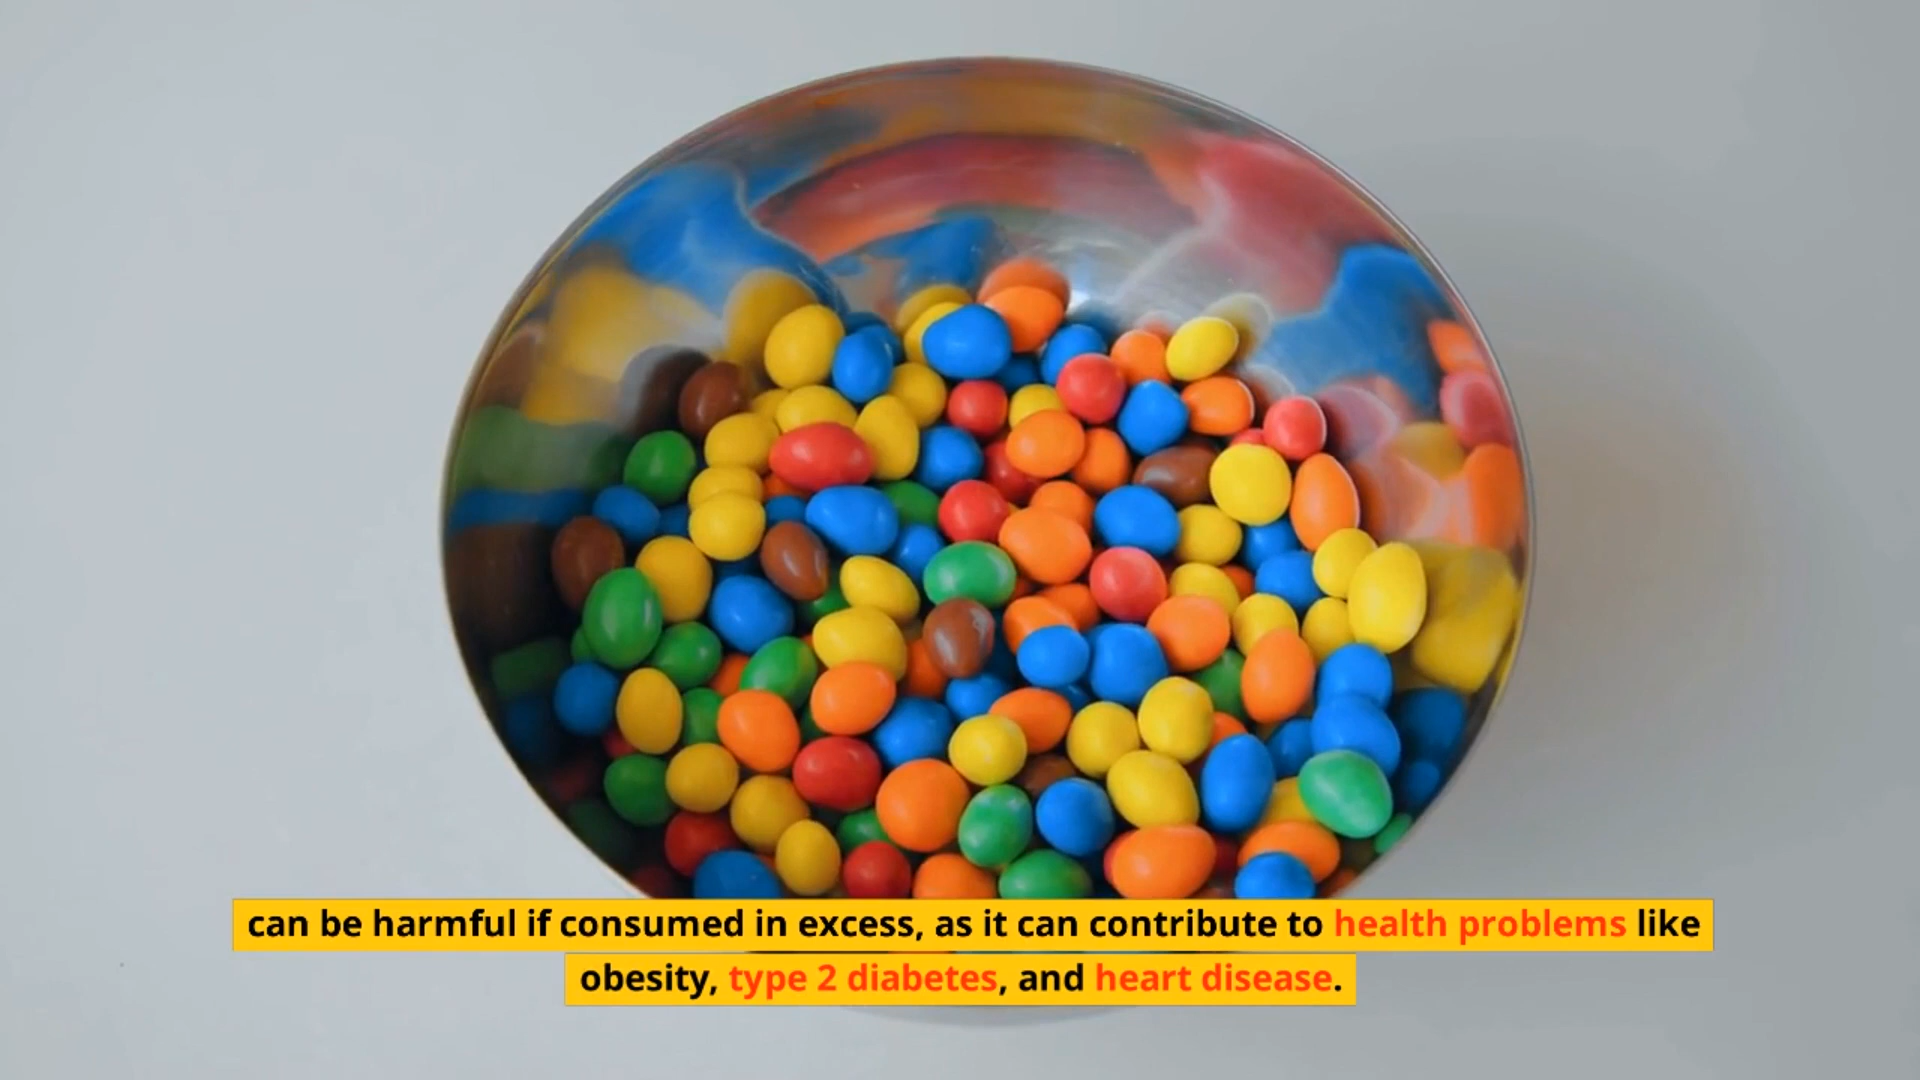 can be harmful if consumed in excess, as it can contribute to health problems like
obesity, type 2 diabetes, and heart disease.